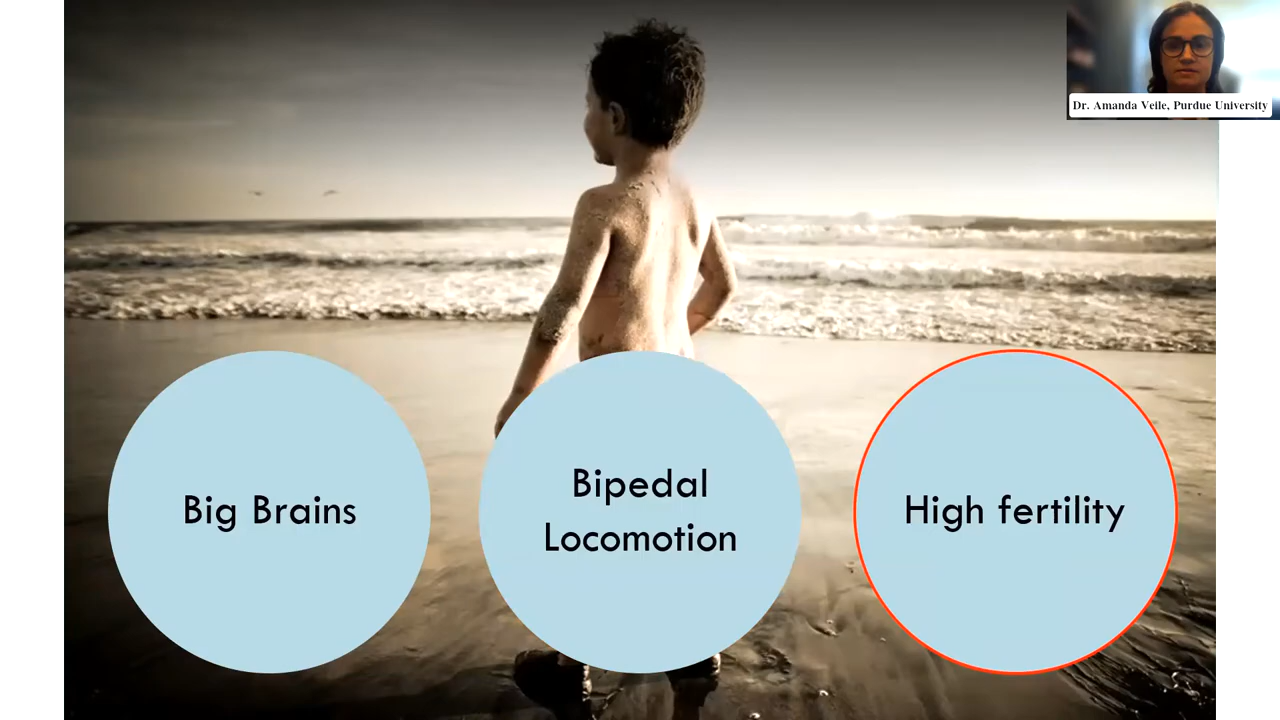 Dr. Amanda Veile, Purdue University
Big Brains
Bipedal
Locomotion
High fertility